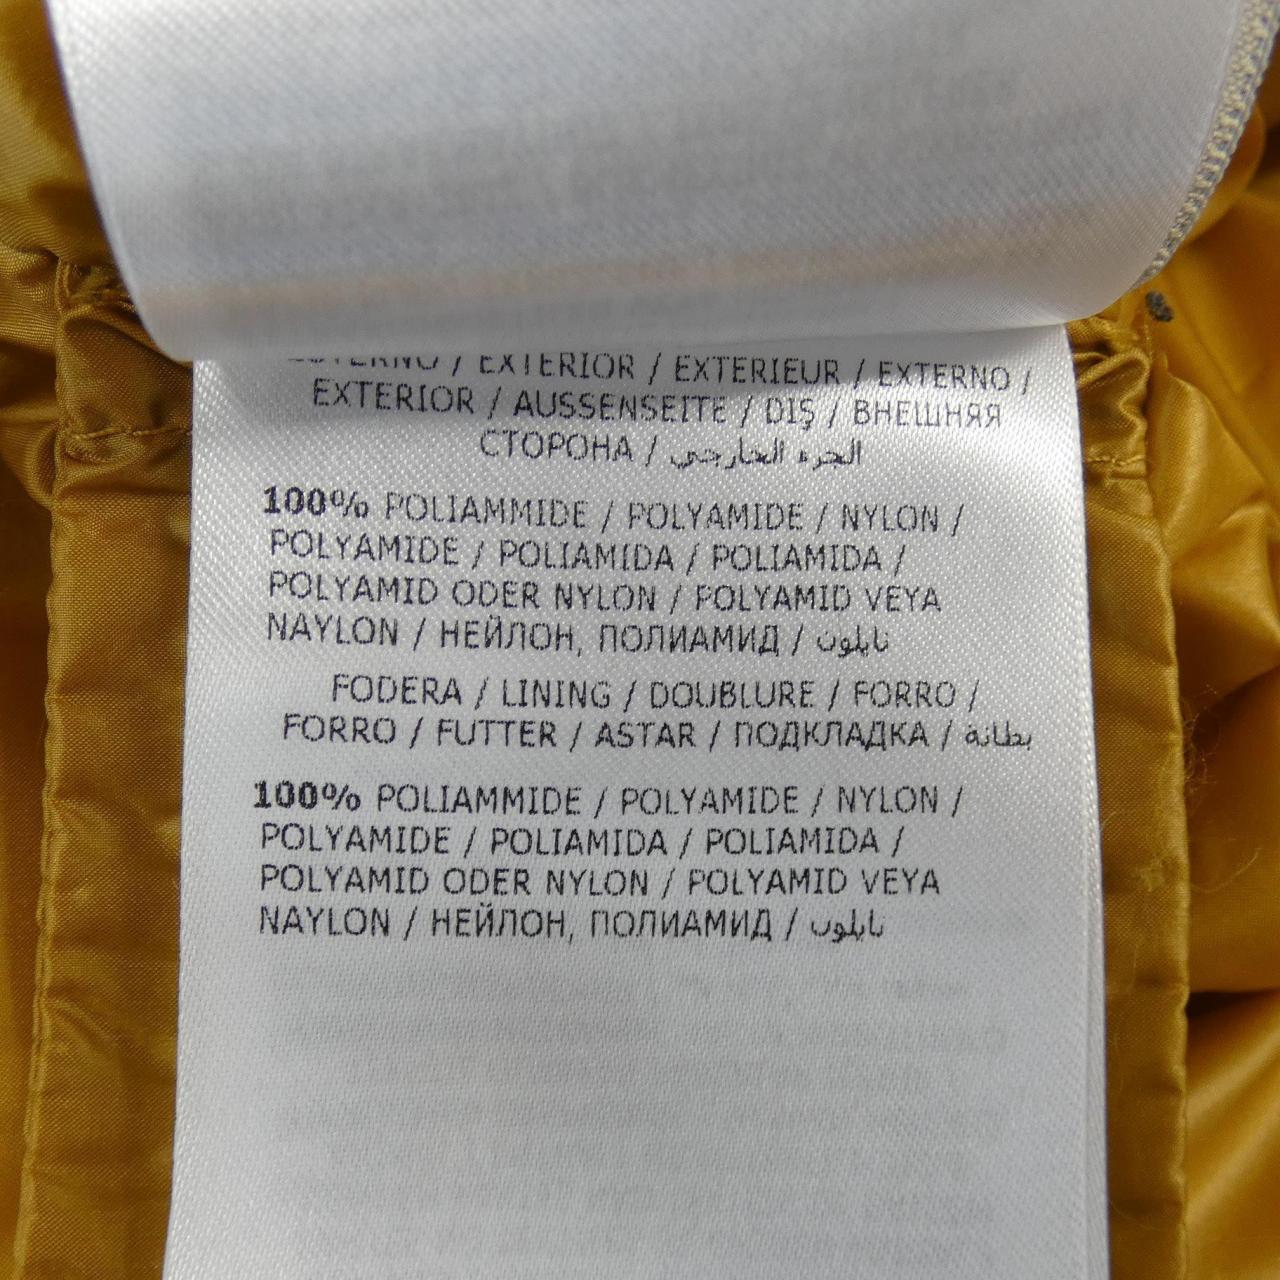 ESTERNO / EXTERIOR / EXTERIEUR / EXTERNO /
EXTERIOR / AUSSENSEITE / DIŞ / ВНЕШНЯЯ
СТОРОНА / الجزء الخارجي
100% POLIAMMIDE / POLYAMIDE / NYLON /
POLYAMIDE / POLIAMIDA / POLIAMIDA /
POLYAMID ODER NYLON / POLYAMID VEYA
NAYLON / НЕЙЛОН, ПОЛИАМИД / نايلون
FODERA / LINING / DOUBLURE / FORRO /
FORRO / FUTTER / ASTAR / ПОДКЛАДКА / بطانة
100% POLIAMMIDE / POLYAMIDE / NYLON /
POLYAMIDE / POLIAMIDA / POLIAMIDA /
POLYAMID ODER NYLON / POLYAMID VEYA
NAYLON / НЕЙЛОН, ПОЛИАМИД / نايلون